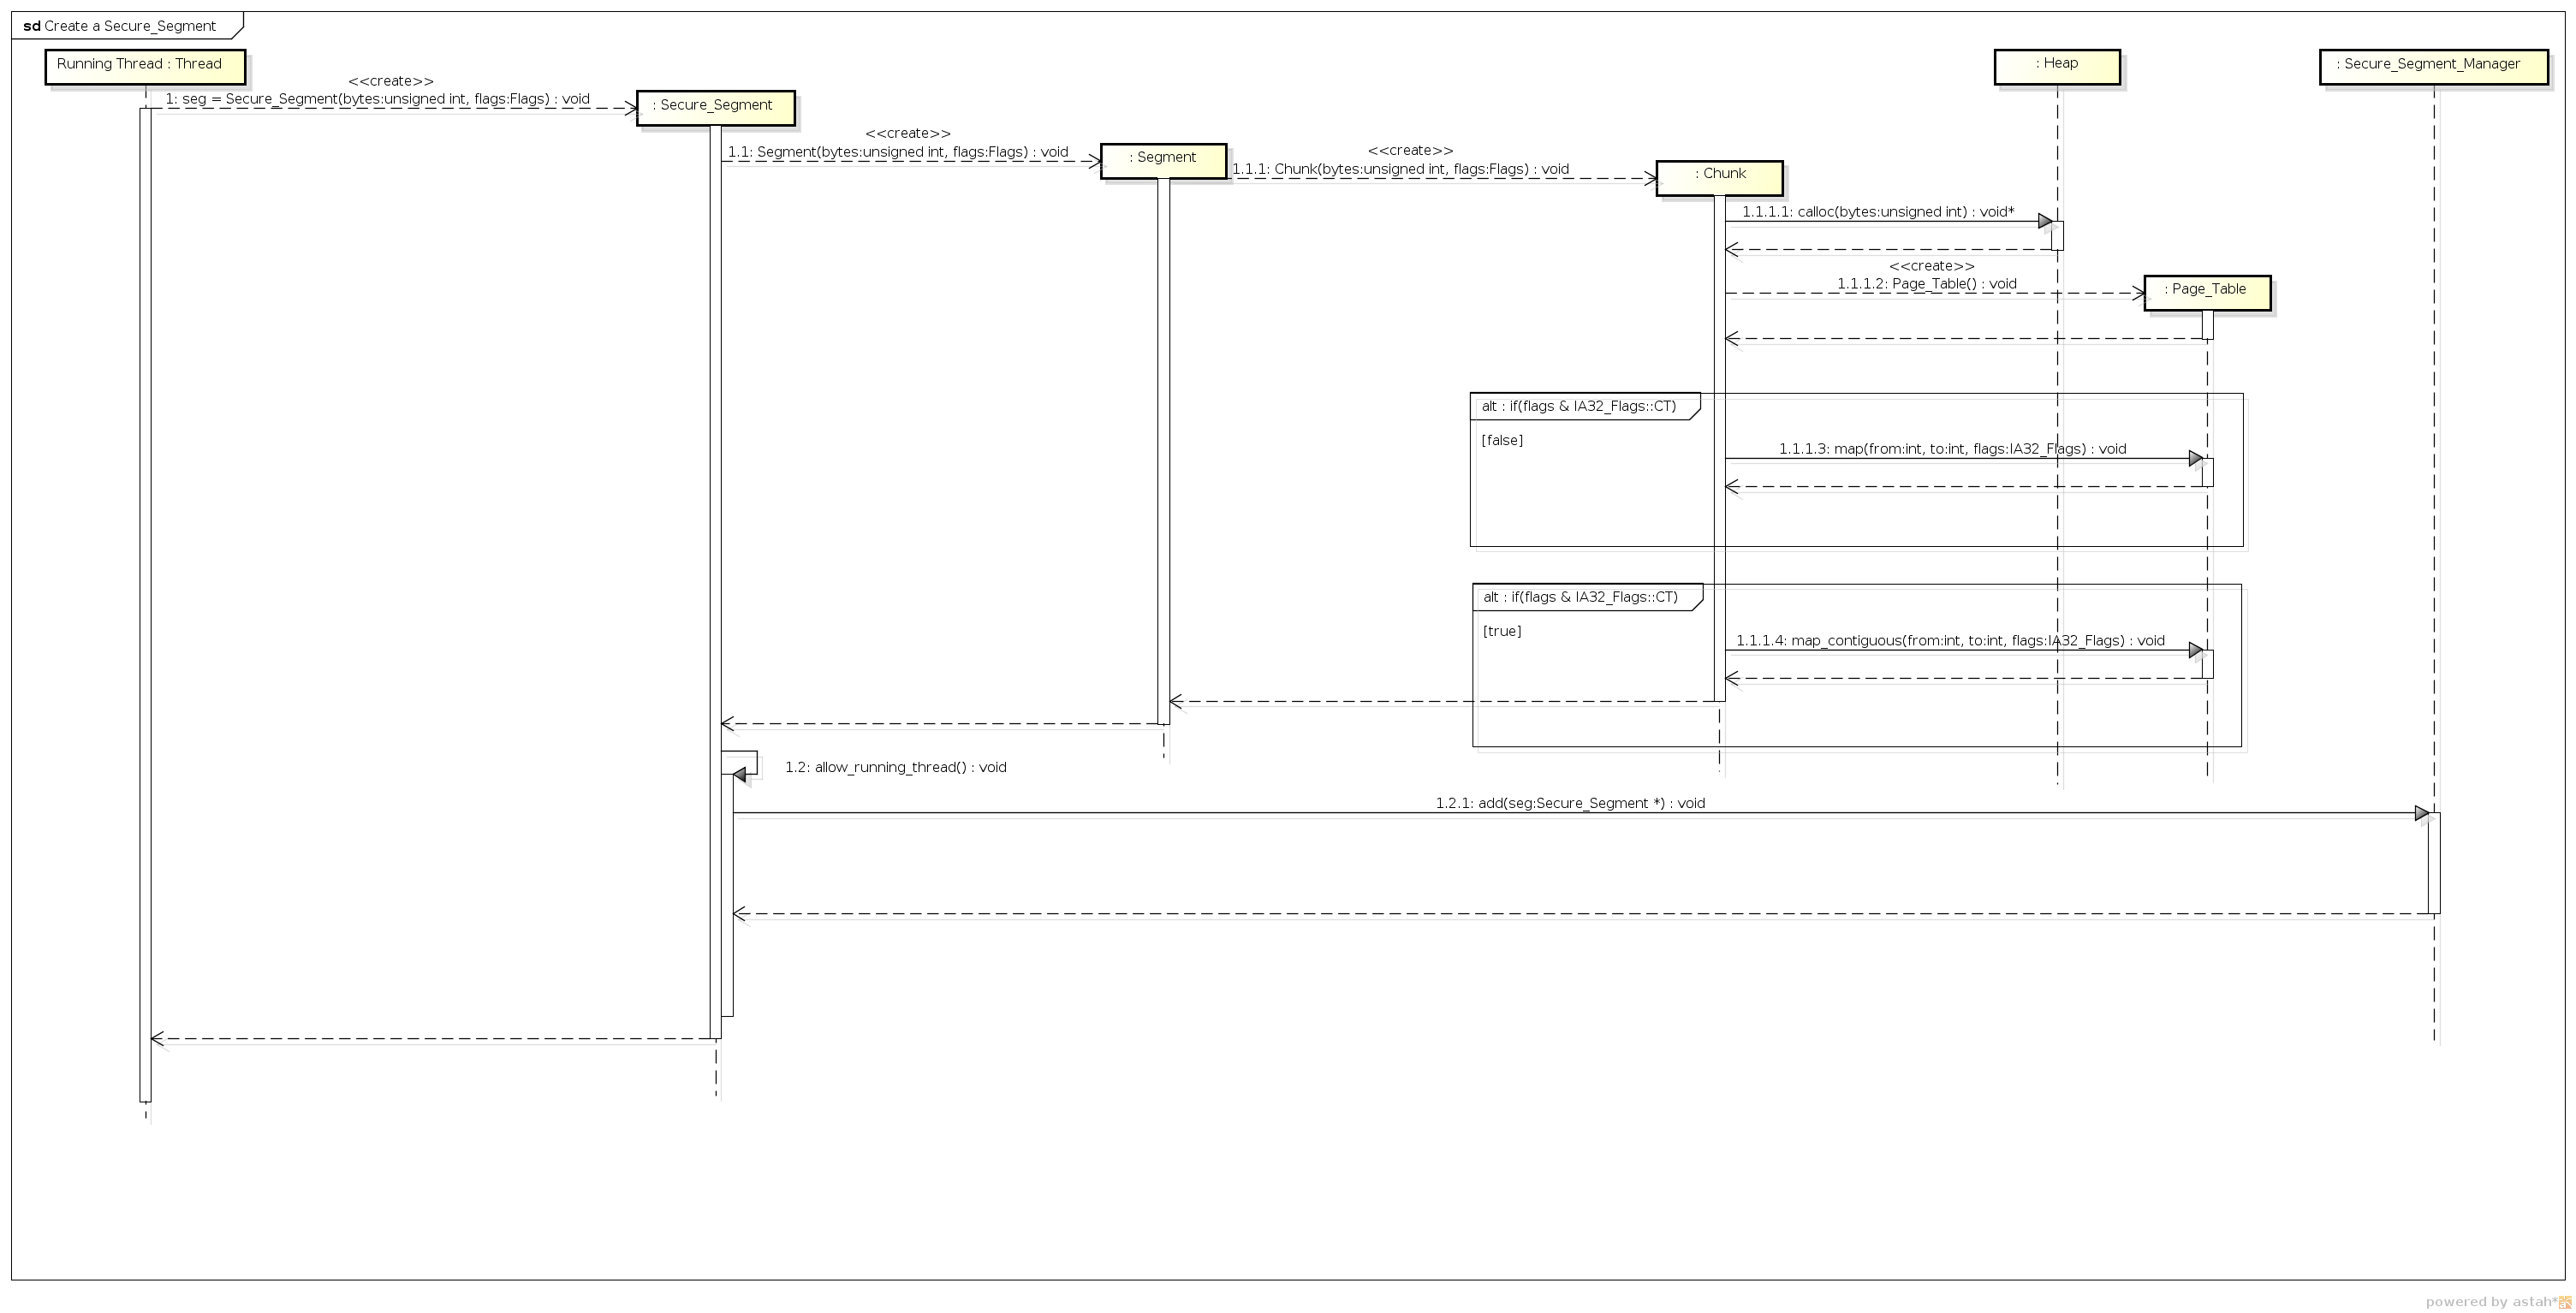 sd Create a Secure_Segment
Running Thread : Thread
: Heap
: Secure_Segment_Manager
<<create>>
1: seg = Secure_Segment(bytes:unsigned int, flags:Flags) : void
: Secure_Segment
<<create>>
1.1: Segment(bytes:unsigned int, flags:Flags) : void
: Segment
<<create>>
1.1.1: Chunk(bytes:unsigned int, flags:Flags) : void
: Chunk
1.1.1.1: calloc(bytes:unsigned int) : void*
<<create>>
1.1.1.2: Page_Table() : void
: Page_Table
alt : if(flags & IA32_Flags::CT)
[false]
1.1.1.3: map(from:int, to:int, flags:IA32_Flags) : void
alt : if(flags & IA32_Flags::CT)
[true]
1.1.1.4: map_contiguous(from:int, to:int, flags:IA32_Flags) : void
1.2: allow_running_thread() : void
1.2.1: add(seg:Secure_Segment *) : void
powered by astah*